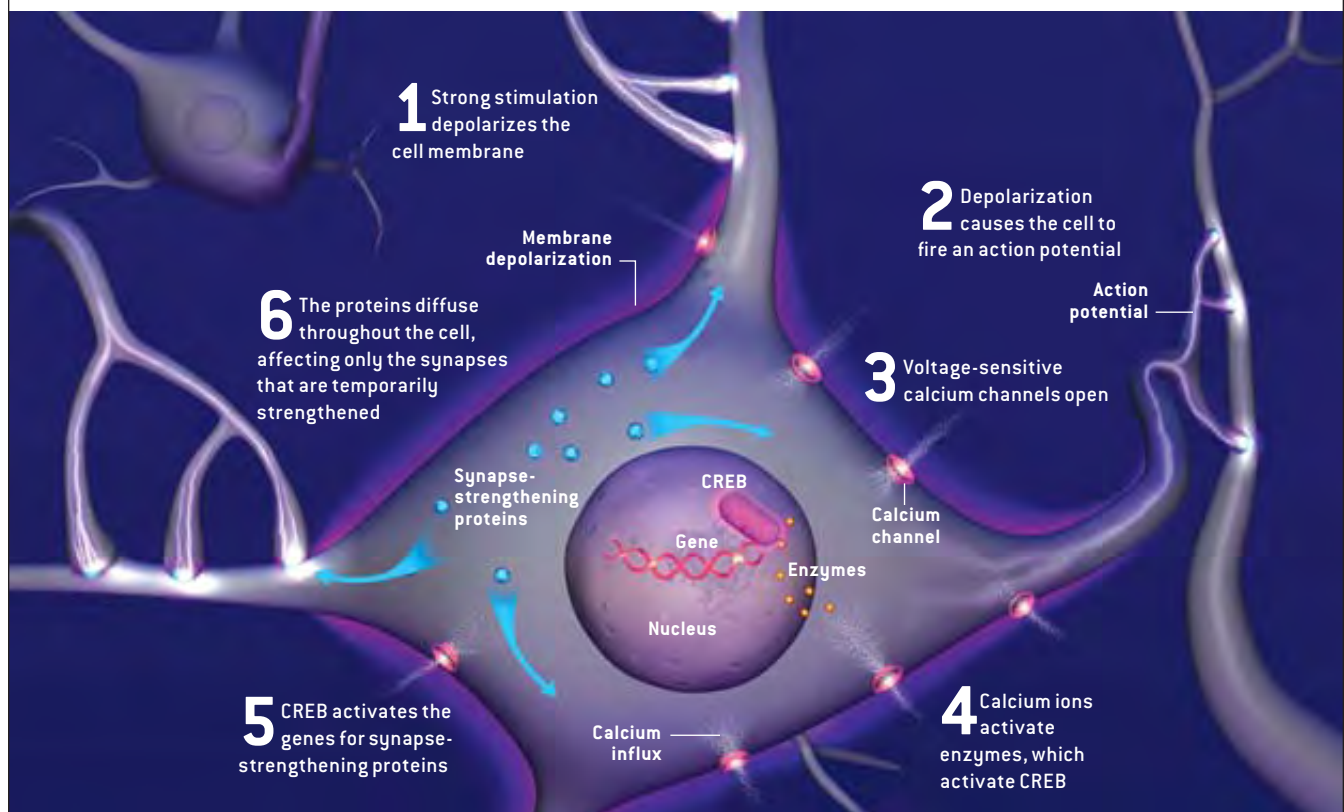 1 Strong stimulation
depolarizes the
cell membrane
Membrane
depolarization
2 Depolarization
causes the cell to
fire an action potential
Action
potential
3 Voltage-sensitive
calcium channels open
Calcium
channel
4 Calcium ions
activate
enzymes, which
activate CREB
Calcium
influx
CREB
Gene
Enzymes
Nucleus
5 CREB activates the
genes for synapse-
strengthening proteins
Synapse-
strengthening
proteins
6 The proteins diffuse
throughout the cell,
affecting only the synapses
that are temporarily
strengthened